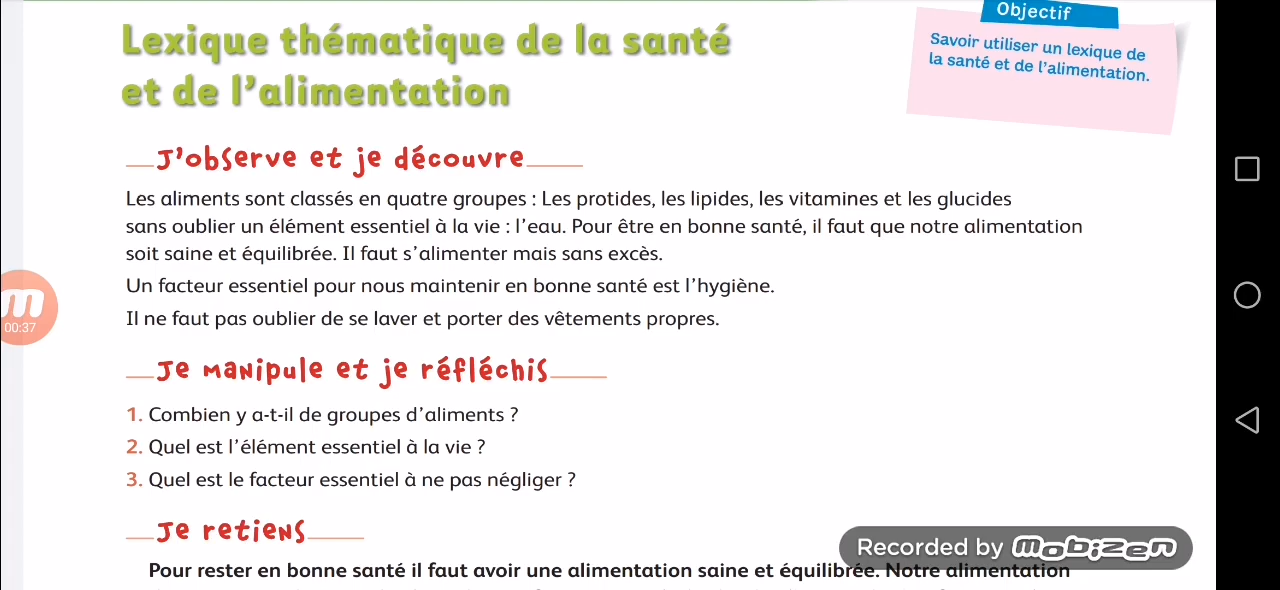 Objectif
Lexique thématique de la santé
et de l'alimentation
Savoir utiliser un lexique de
la santé et de l'alimentation.
J'observe et je découvre
Les aliments sont classés en quatre groupes : Les protides, les lipides, les vitamines et les glucides
sans oublier un élément essentiel à la vie : l'eau. Pour être en bonne santé, il faut que notre alimentation
soit saine et équilibrée. Il faut s'alimenter mais sans excès.
Un facteur essentiel pour nous maintenir en bonne santé est l'hygiène.
Il ne faut pas oublier de se laver et porter des vêtements propres.
00:37
Je manipule et je réfléchis
1. Combien y a-t-il de groupes d'aliments ?
2. Quel est l'élément essentiel à la vie ?
3. Quel est le facteur essentiel à ne pas négliger ?
Je retiens
Recorded by mobizen
Pour rester en bonne santé il faut avoir une alimentation saine et équilibrée. Notre alimentation